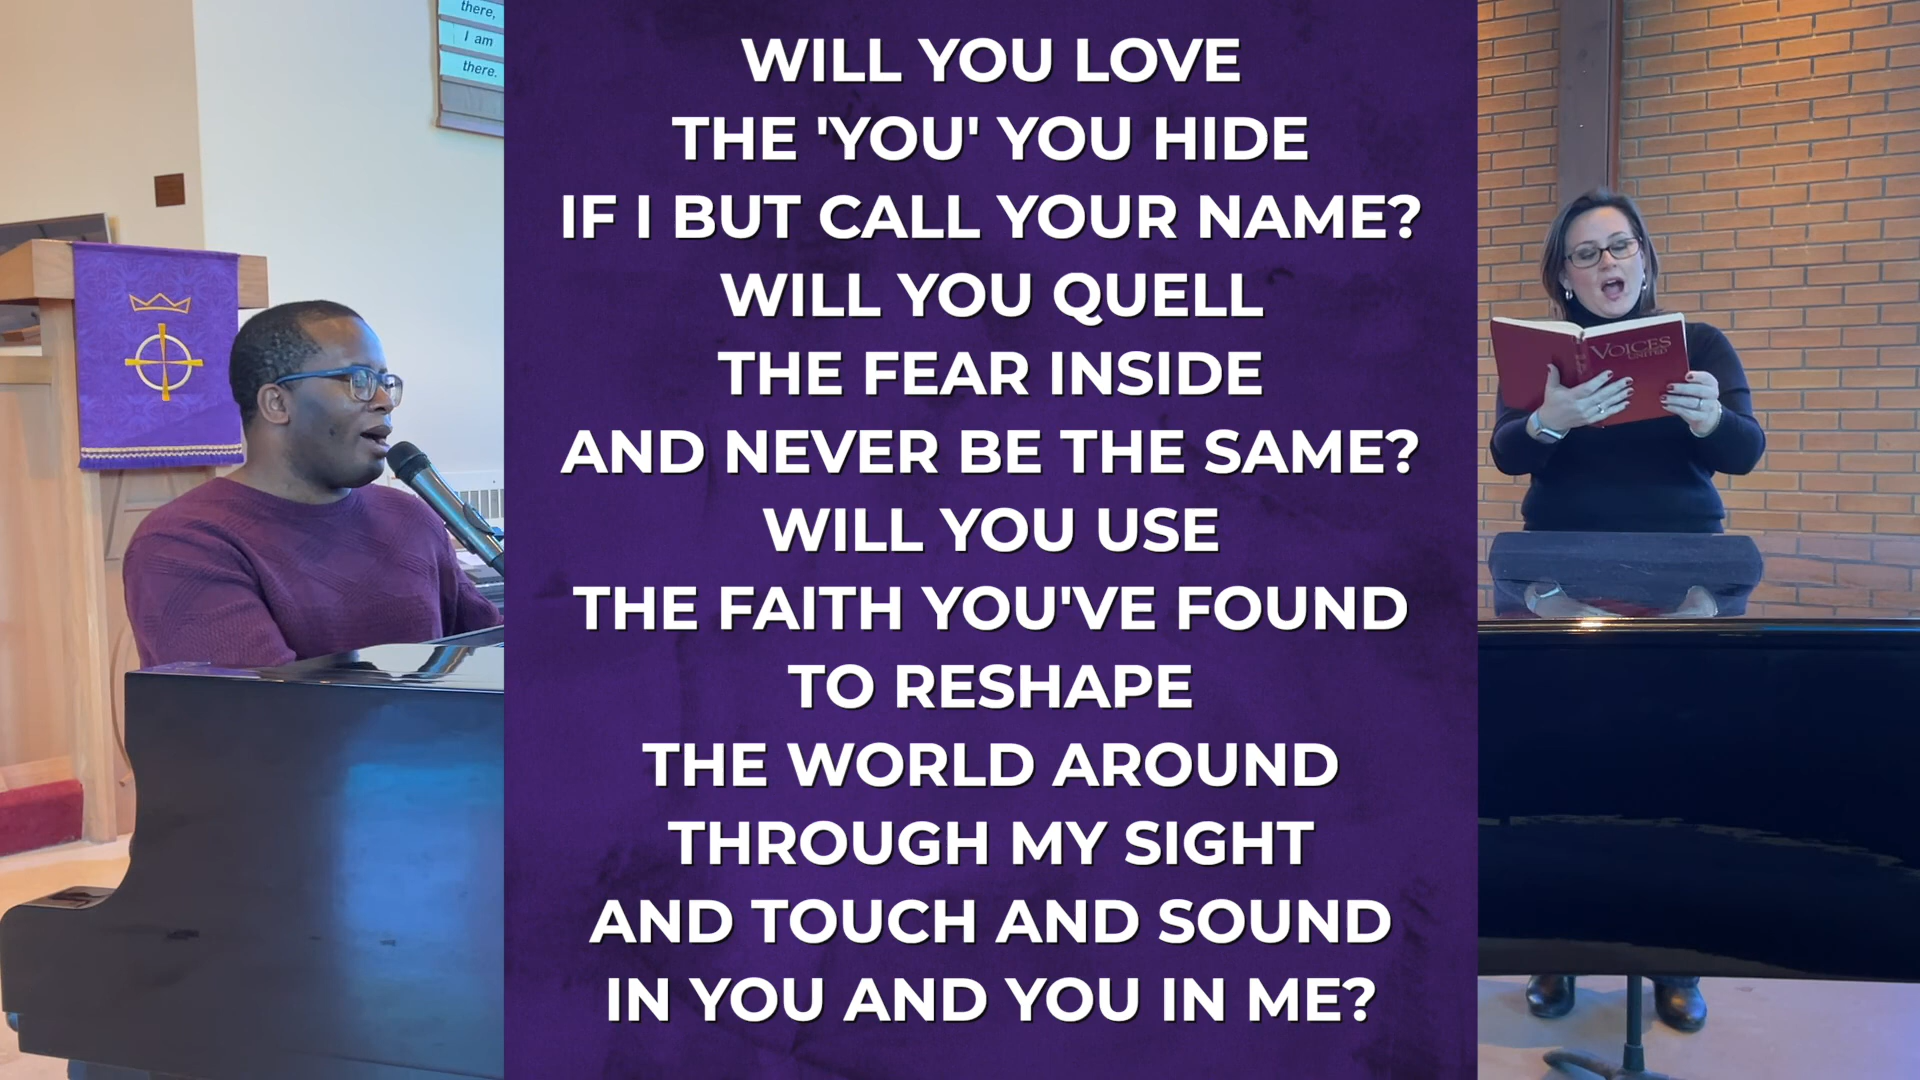 there,
I am
there.
WILL YOU LOVE
THE 'YOU' YOU HIDE
IF I BUT CALL YOUR NAME?
WILL YOU QUELL
THE FEAR INSIDE
AND NEVER BE THE SAME?
WILL YOU USE
THE FAITH YOU'VE FOUND
TO RESHAPE
THE WORLD AROUND
THROUGH MY SIGHT
AND TOUCH AND SOUND
IN YOU AND YOU IN ME?
VOICES
UNITED